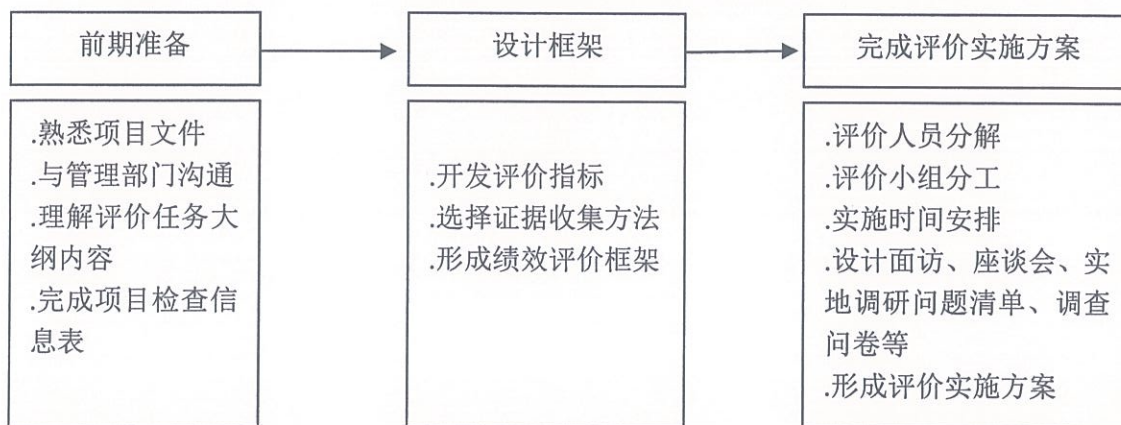 前期准备
设计框架
完成评价实施方案
.熟悉项目文件
.与管理部门沟通
.理解评价任务大
纲内容
.完成项目检查信
息表
.开发评价指标
.选择证据收集方法
.形成绩效评价框架
.评价人员分解
.评价小组分工
.实施时间安排
.设计面访、座谈会、实
地调研问题清单、调查
问卷等
.形成评价实施方案